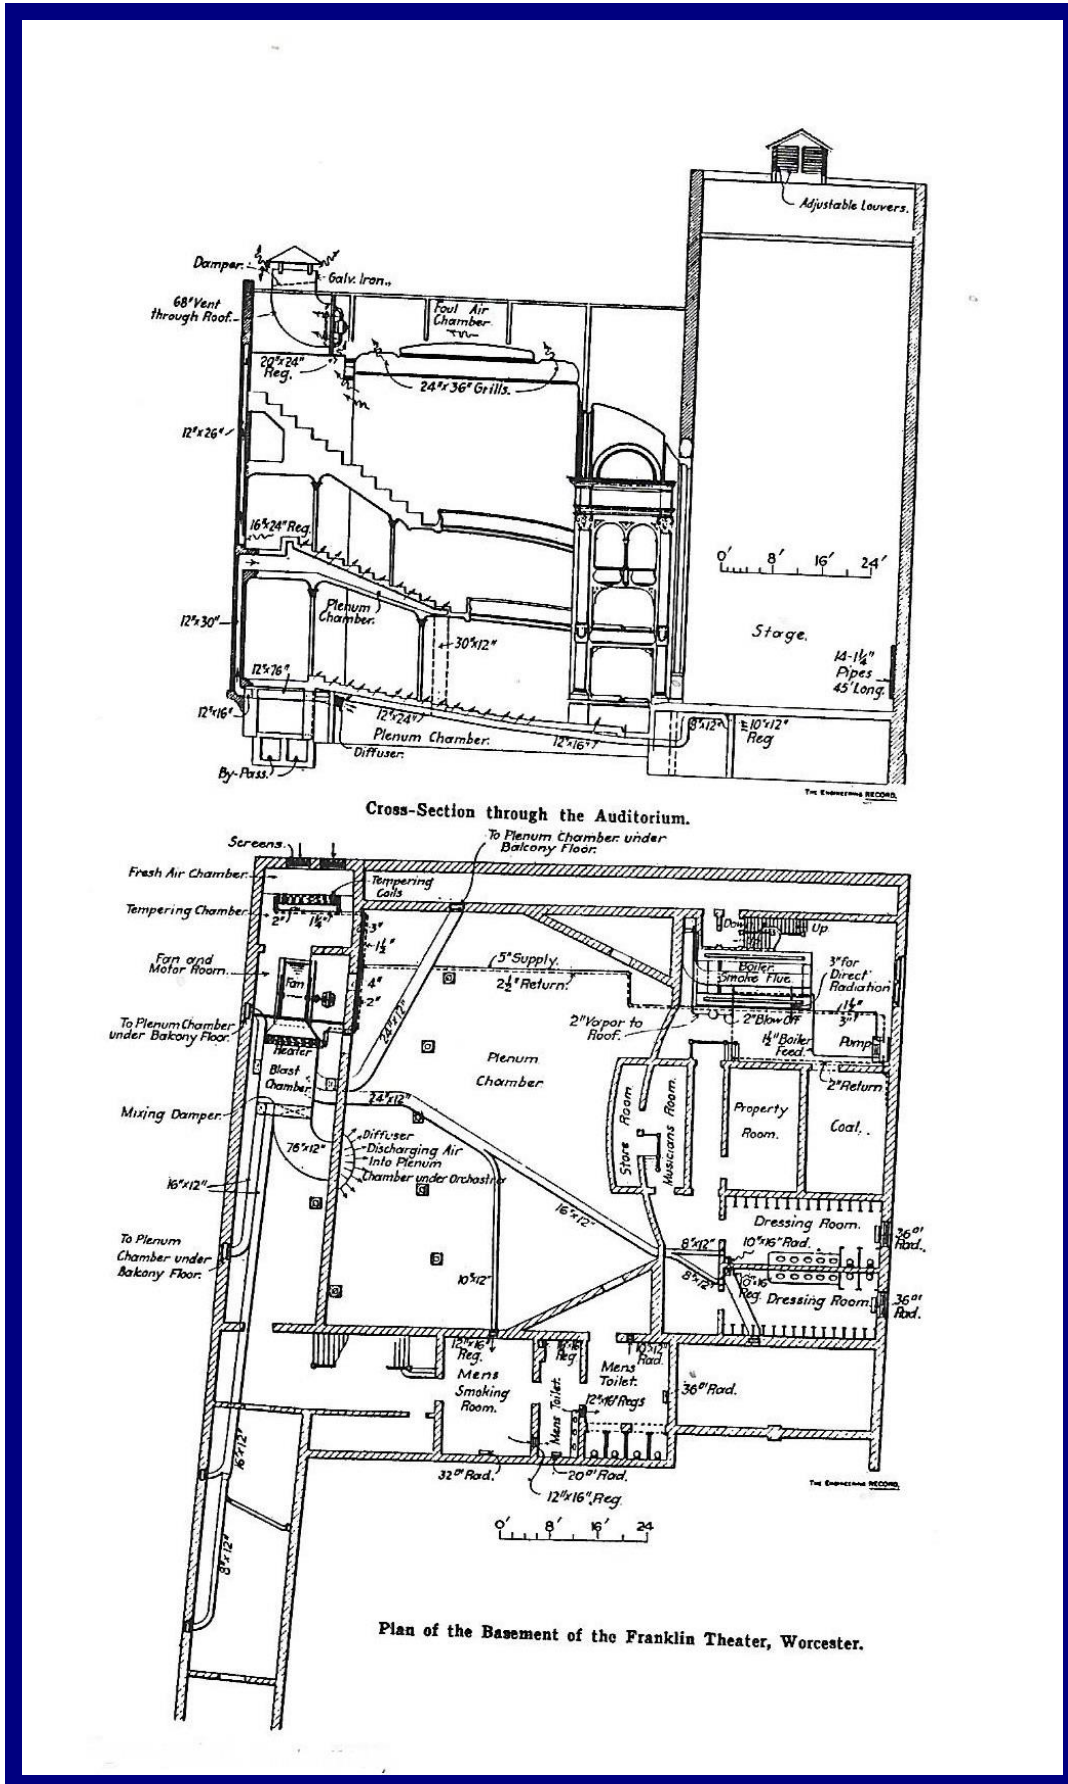 Adjustable Louvers.
Damper.
Galv. Iron.
68" Vent
through Roof.
Foul Air
Chamber.
20"x24"
Reg.
24"x36" Grills.
12"x26"
16"x24" Reg.
0' 8' 16' 24'
Plenum
Chamber.
12"x30"
30"x12"
Stage.
14-1¼"
Pipes
45' Long.
12"x76"
12"x16"
12"x24"
Plenum Chamber.
12"x16"
8"x12"
10"x12"
Reg
Diffuser.
By-Pass.
THE ENGINEERING RECORD.
Cross-Section through the Auditorium.
Screens
To Plenum Chamber under
Balcony Floor.
Fresh Air Chamber
Tempering
Coils
Tempering Chamber
2"
1¼"
3"
1½"
Down
Up.
Fan and
Motor Room.
Fan
4"
2"
5" Supply.
2½" Return.
Boiler
Smoke Flue.
3" for
Direct
Radiation
To Plenum Chamber
under Balcony Floor.
24"x12"
2" Vapor to
Roof.
2" Blow Off
1½"
3"
1½" Boiler
Feed.
Pump
Heater
Blast
Chamber
Plenum
Chamber
2" Return
Mixing Damper.
24"x12"
Store Room.
Musicians Room.
Property
Room.
Coal.
76"x12"
Diffuser
Discharging Air
Into Plenum
Chamber under Orchestra
16"x12"
16"x12"
Dressing Room.
36°' Rad.
To Plenum
Chamber under
Balcony Floor.
8"x12"
10"x16" Rad.
8"x12"
10"x16"
Reg.
Dressing Room
36°'
Rad.
10"x12"
12"x16"
Reg.
Reg
10"x12"
Rad.
Mens
Smoking
Room.
Mens Toilet.
Mens
Toilet.
12"x16" Regs
36°' Rad.
16"x12"
32°' Rad.
20°' Rad.
12"x16" Reg.
THE ENGINEERING RECORD.
8"x12"
0' 8' 16' 24
Plan of the Basement of the Franklin Theater, Worcester.